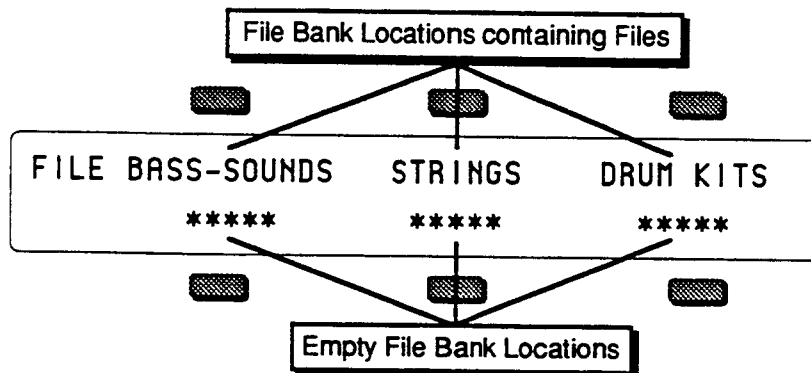 File Bank Locations containing Files
FILE BASS-SOUNDS STRINGS DRUM KITS
***** ***** *****
Empty File Bank Locations